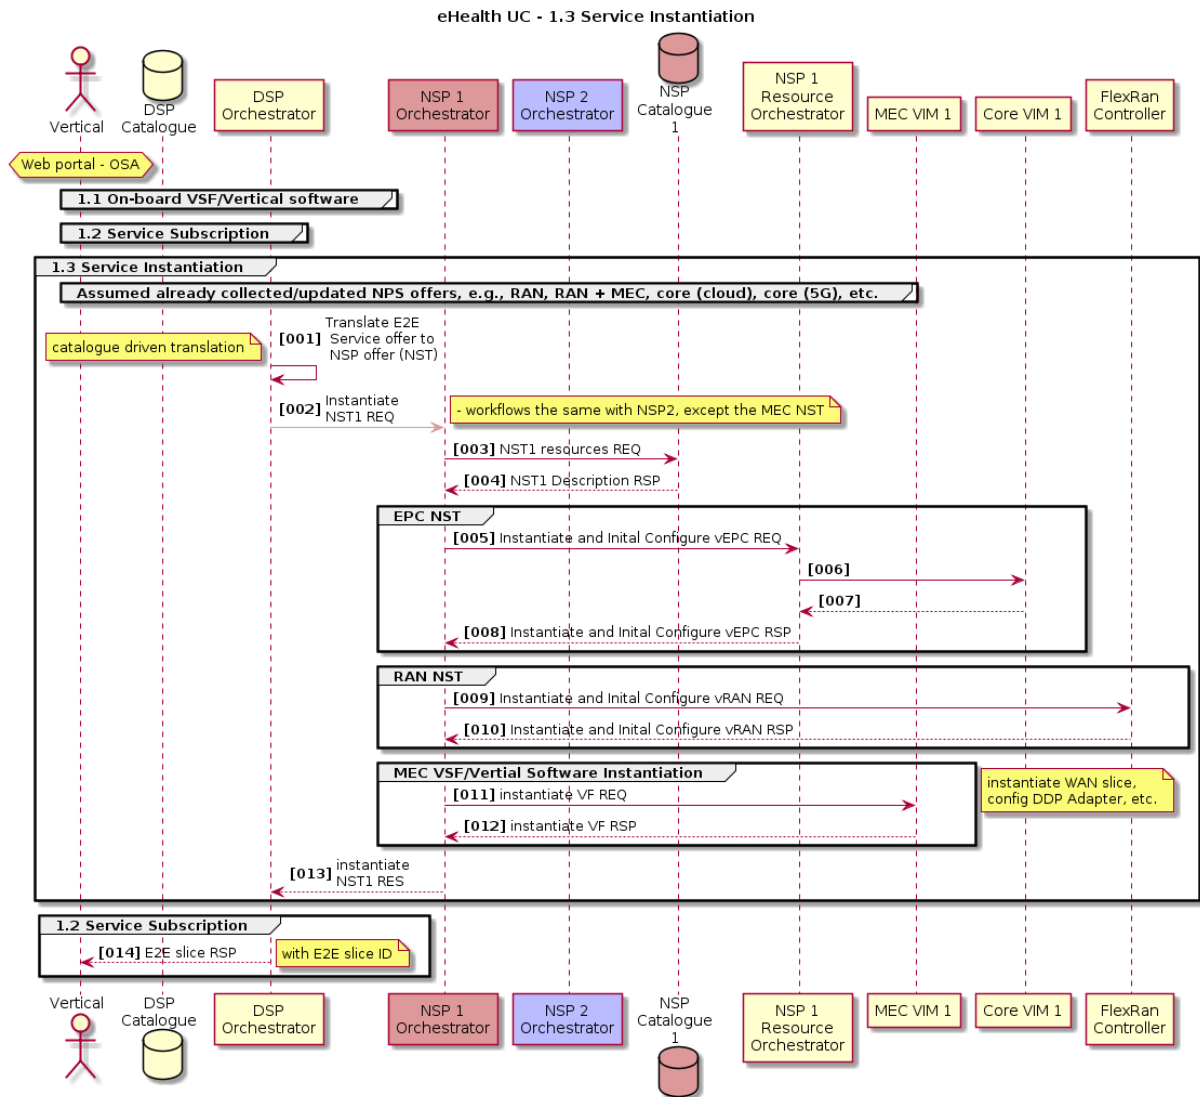 eHealth UC - 1.3 Service Instantiation
Vertical
DSP
Catalogue
DSP
Orchestrator
NSP 1
Orchestrator
NSP 2
Orchestrator
NSP
Catalogue
1
NSP 1
Resource
Orchestrator
MEC VIM 1
Core VIM 1
FlexRan
Controller
Web portal - OSA
1.1 On-board VSF/Vertical software
1.2 Service Subscription
1.3 Service Instantiation
Assumed already collected/updated NPS offers, e.g., RAN, RAN + MEC, core (cloud), core (5G), etc.
catalogue driven translation
[001] Translate E2E
Service offer to
NSP offer (NST)
[002] Instantiate
NST1 REQ
- workflows the same with NSP2, except the MEC NST
[003] NST1 resources REQ
[004] NST1 Description RSP
EPC NST
[005] Instantiate and Inital Configure vEPC REQ
[006]
[007]
[008] Instantiate and Inital Configure vEPC RSP
RAN NST
[009] Instantiate and Inital Configure vRAN REQ
[010] Instantiate and Inital Configure vRAN RSP
MEC VSF/Vertial Software Instantiation
[011] instantiate VF REQ
[012] instantiate VF RSP
instantiate WAN slice,
config DDP Adapter, etc.
[013] instantiate
NST1 RES
1.2 Service Subscription
[014] E2E slice RSP
with E2E slice ID
Vertical
DSP
Catalogue
DSP
Orchestrator
NSP 1
Orchestrator
NSP 2
Orchestrator
NSP
Catalogue
1
NSP 1
Resource
Orchestrator
MEC VIM 1
Core VIM 1
FlexRan
Controller